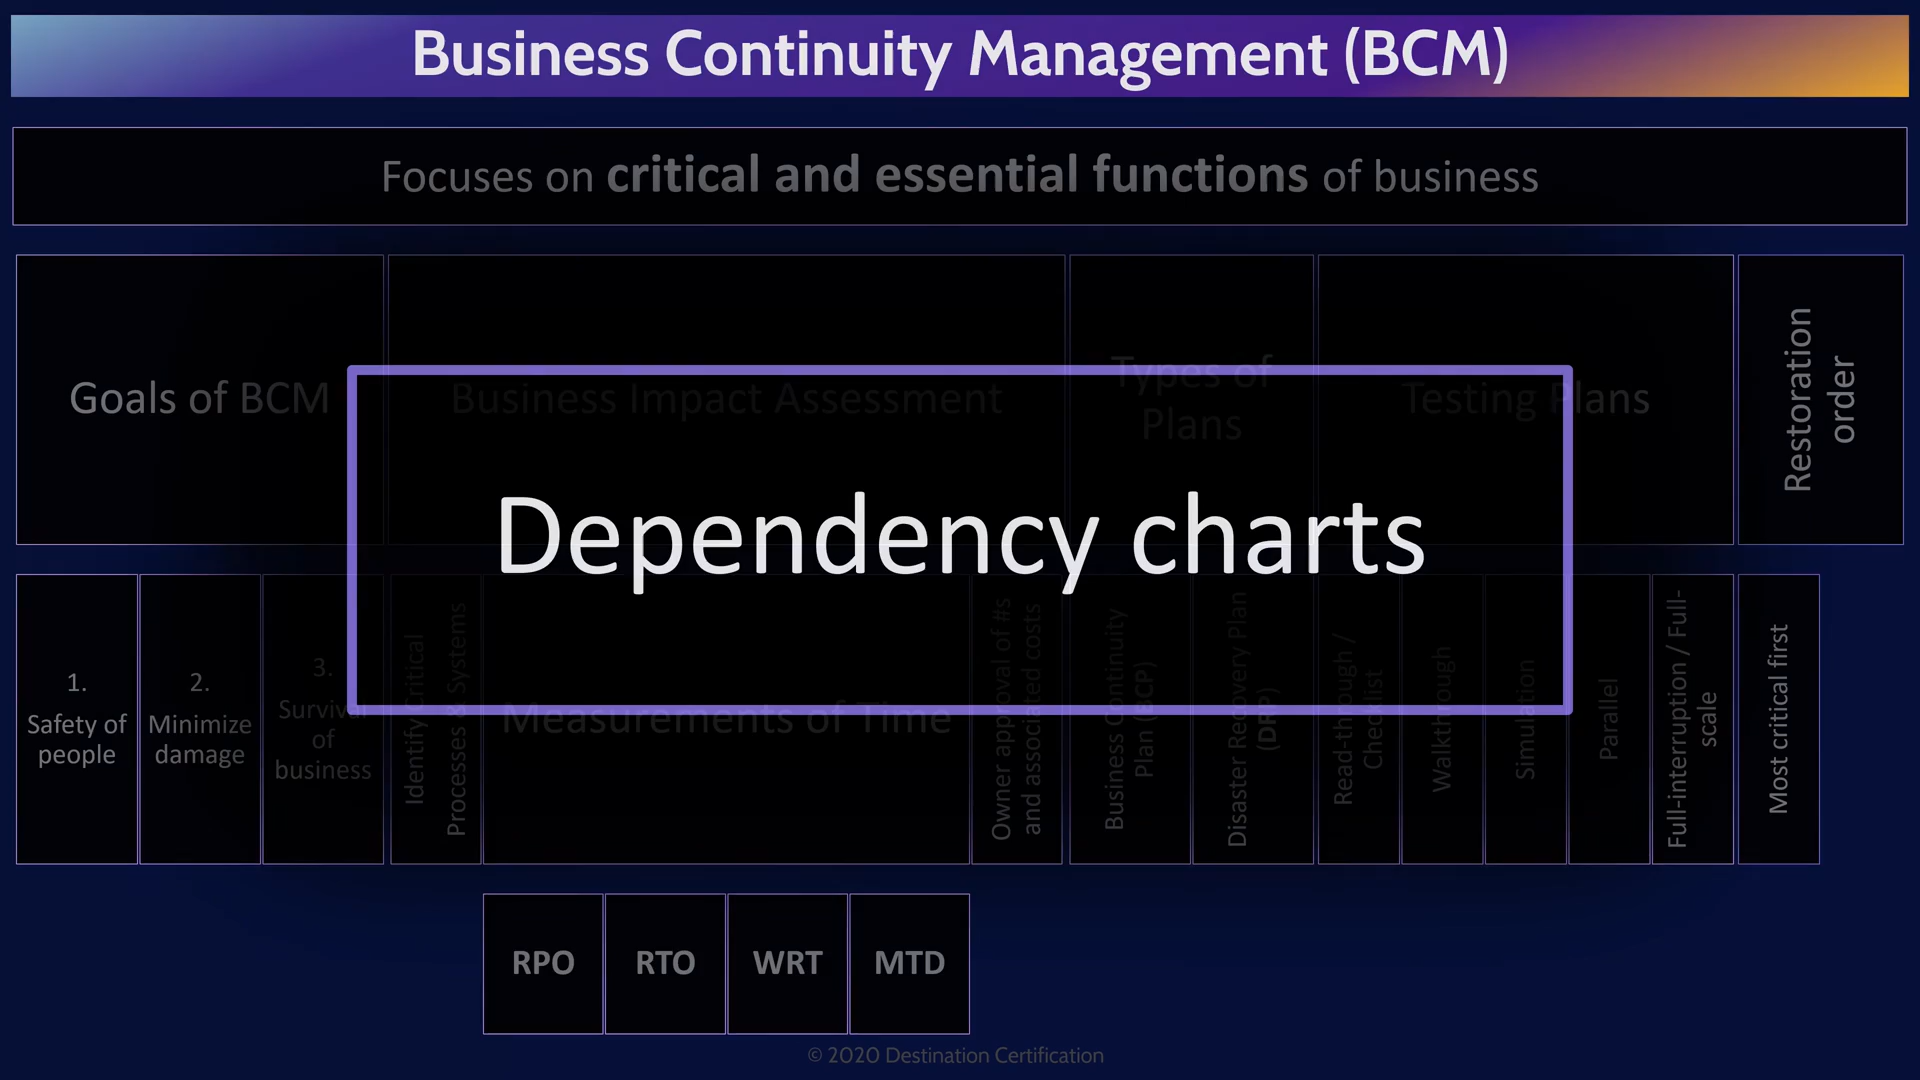 Business Continuity Management (BCM)
Focuses on critical and essential functions of business
Goals of BCM
Business Impact Assessment
Types of
Plans
Testing Plans
Restoration
order
Dependency charts
1.
Safety of
people
2.
Minimize
damage
3.
Survival
of
business
Identify Critical
Processes & Systems
Measurements of Time
Owner approval of #s
and associated costs
Business Continuity
Plan (BCP)
Disaster Recovery Plan
(DRP)
Read-through /
Checklist
Walkthrough
Simulation
Parallel
Full-interruption / Full-
scale
Most critical first
RPO
RTO
WRT
MTD
© 2020 Destination Certification